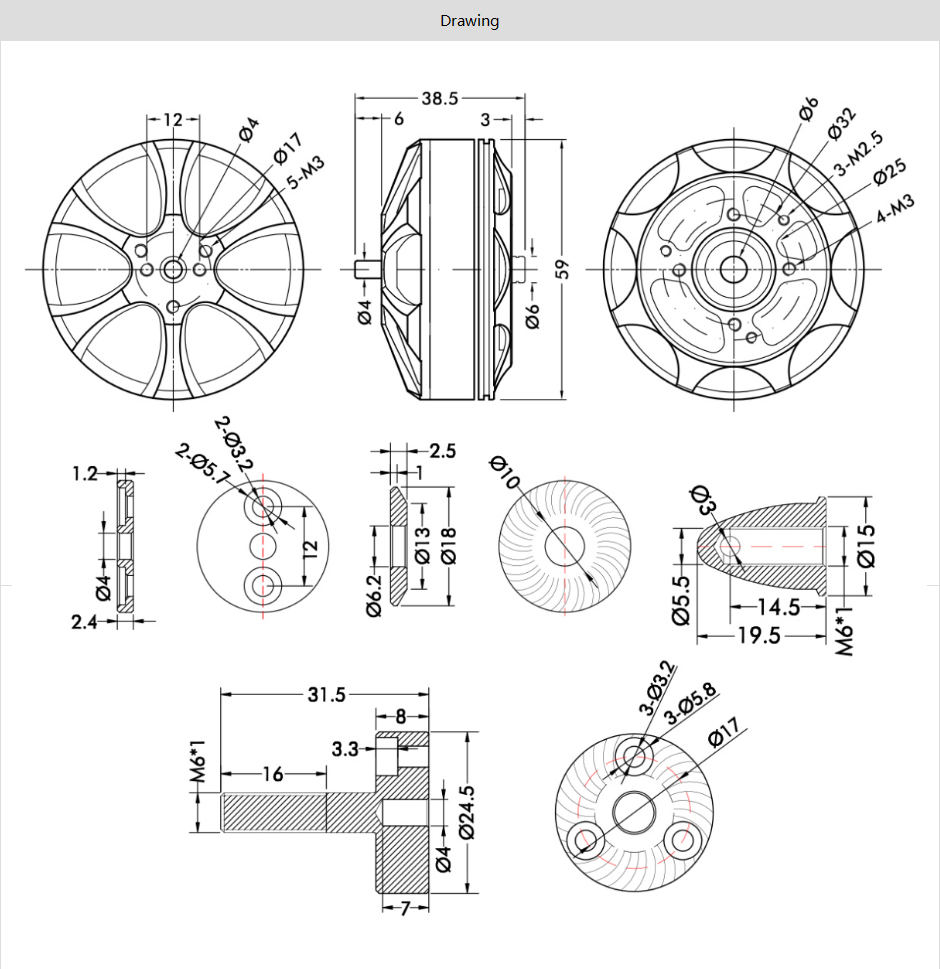 Drawing
12
Ø4
Ø17
5-M3
38.5
6
3
Ø4
Ø6
59
Ø6
Ø32
3-M2.5
Ø25
4-M3
1.2
Ø4
2.4
2-Ø3.2
2-Ø5.7
12
2.5
1
Ø6.2
Ø13
Ø18
Ø10
Ø3
Ø5.5
14.5
19.5
M6*1
Ø15
31.5
8
3.3
M6*1
16
Ø24.5
Ø4
7
3-Ø3.2
3-Ø5.8
Ø17